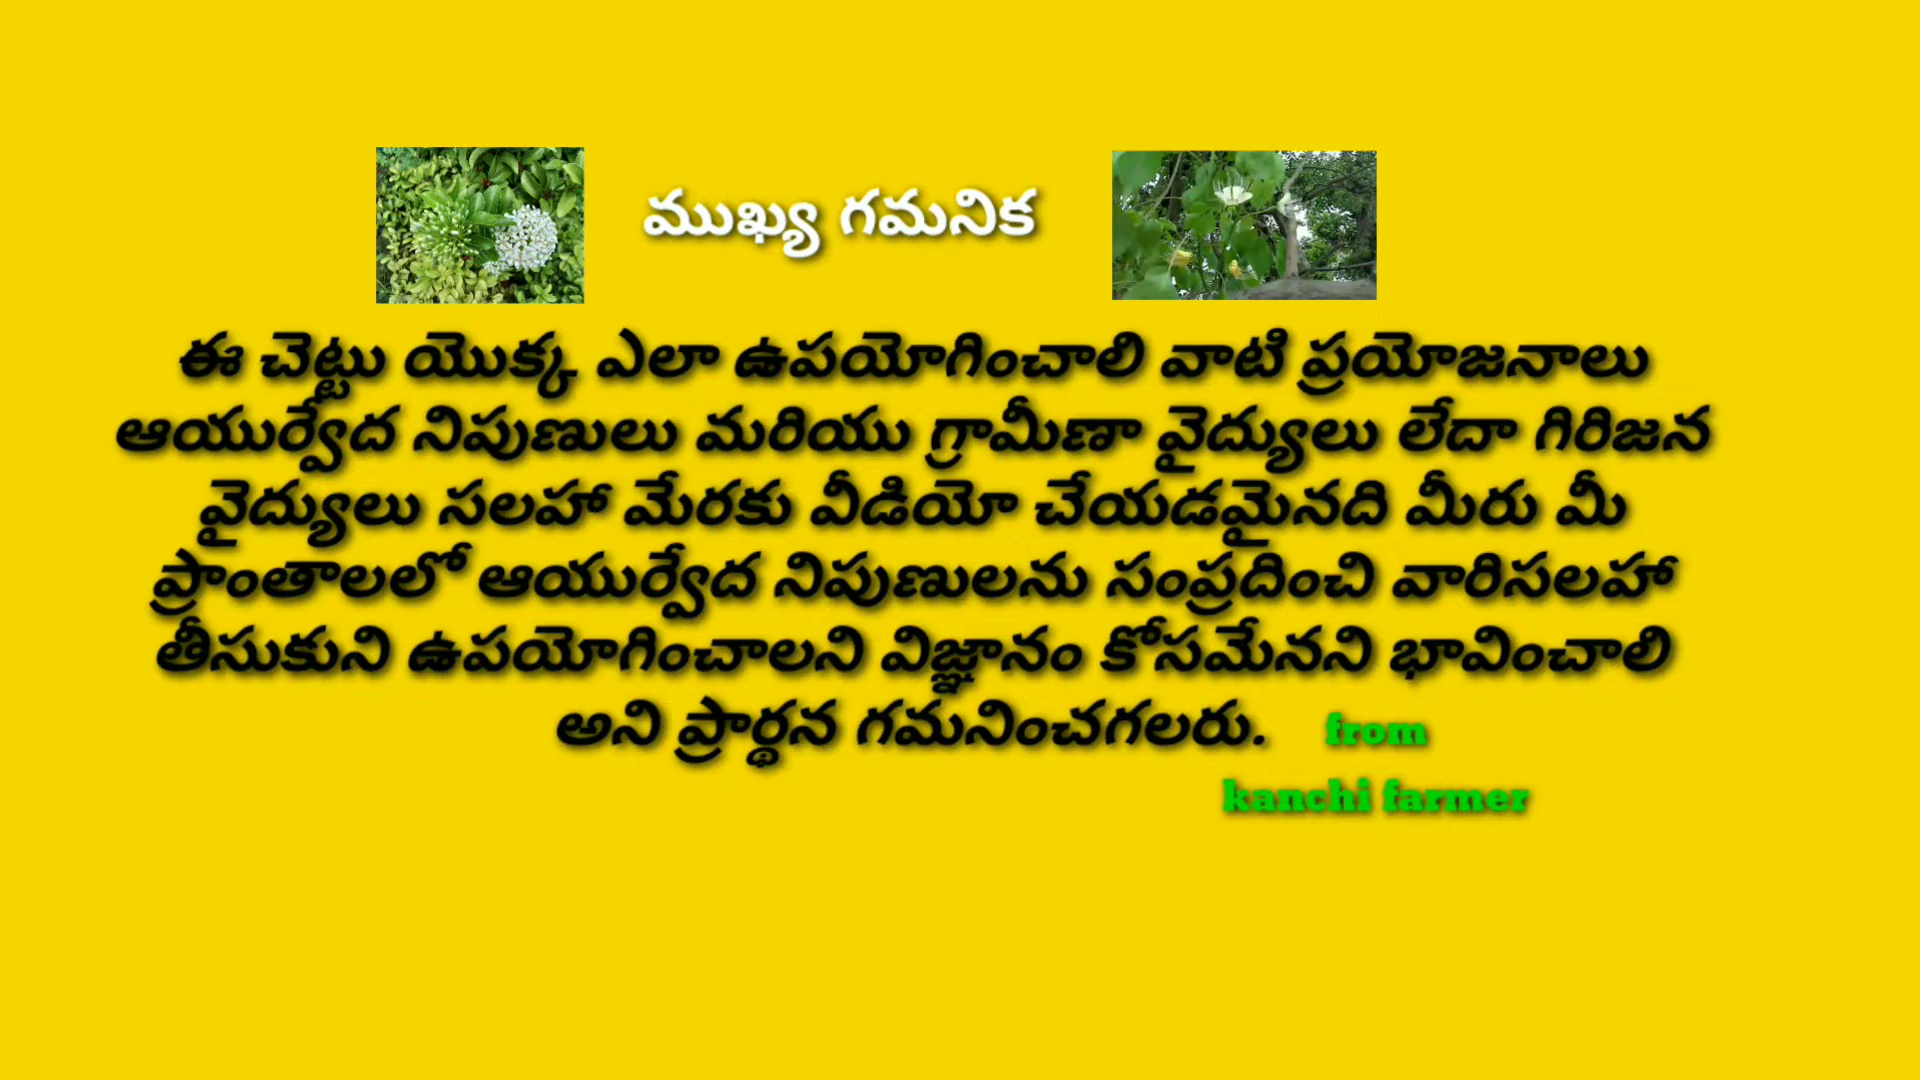 ముఖ్య గమనిక
ఈ చెట్టు యొక్క ఎలా ఉపయోగించాలి వాటి ప్రయోజనాలు
ఆయుర్వేద నిపుణులు మరియు గ్రామీణా వైద్యులు లేదా గిరిజన
వైద్యులు సలహా మేరకు వీడియో చేయడమైనది మీరు మీ
ప్రాంతాలలో ఆయుర్వేద నిపుణులను సంప్రదించి వారిసలహా
తీసుకుని ఉపయోగించాలని విజ్ఞానం కోసమేనని భావించాలి
అని ప్రార్థన గమనించగలరు. from
kanchi farmer